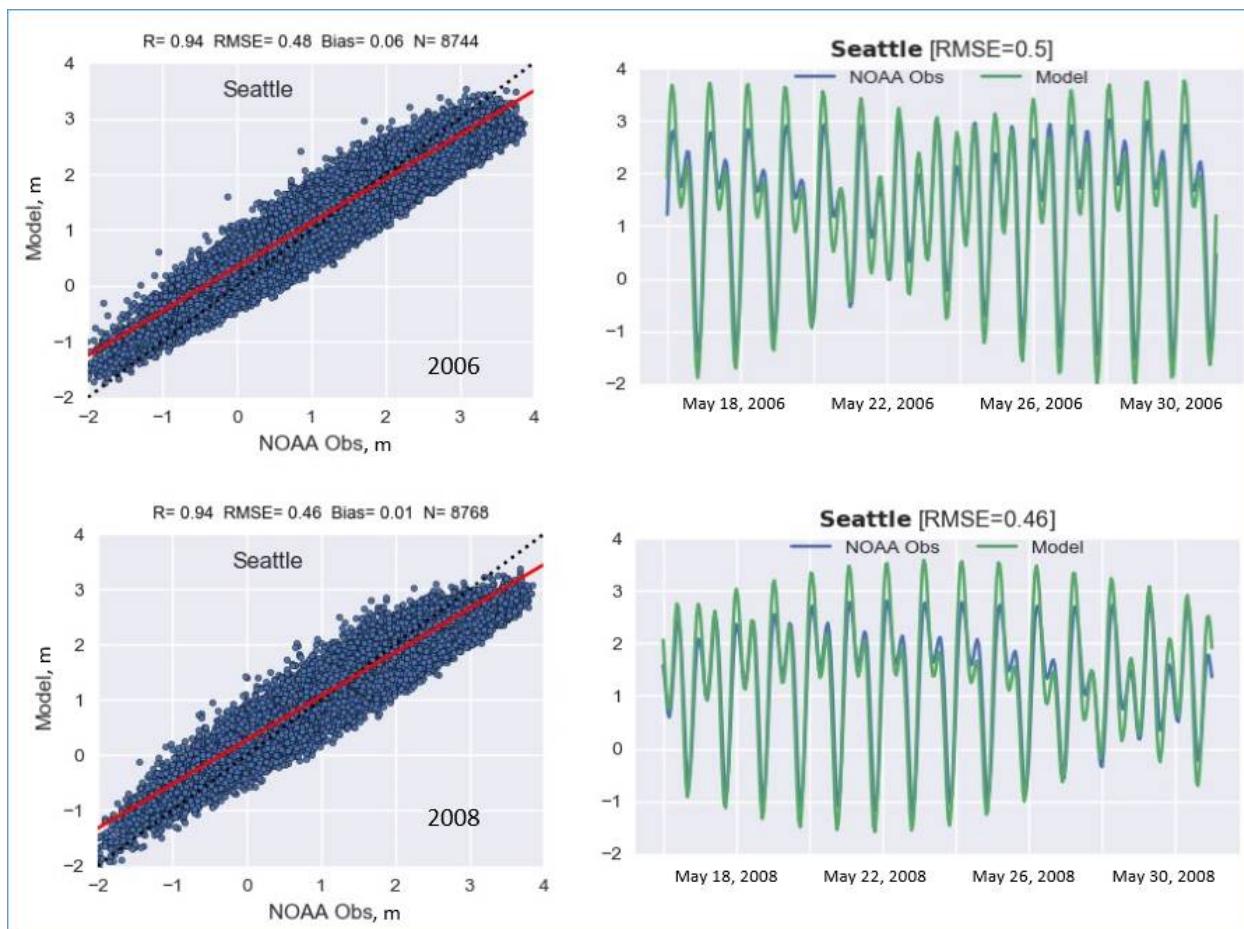 R= 0.94 RMSE= 0.48 Bias= 0.06 N= 8744
Seattle
4
3
2
1
0
−1
−2
Model, m
2006
−2 −1 0 1 2 3 4
NOAA Obs, m
Seattle [RMSE=0.5]
NOAA Obs Model
4
3
2
1
0
−1
−2
May 18, 2006 May 22, 2006 May 26, 2006 May 30, 2006
R= 0.94 RMSE= 0.46 Bias= 0.01 N= 8768
Seattle
4
3
2
1
0
−1
−2
Model, m
2008
−2 −1 0 1 2 3 4
NOAA Obs, m
Seattle [RMSE=0.46]
NOAA Obs Model
4
3
2
1
0
−1
−2
May 18, 2008 May 22, 2008 May 26, 2008 May 30, 2008